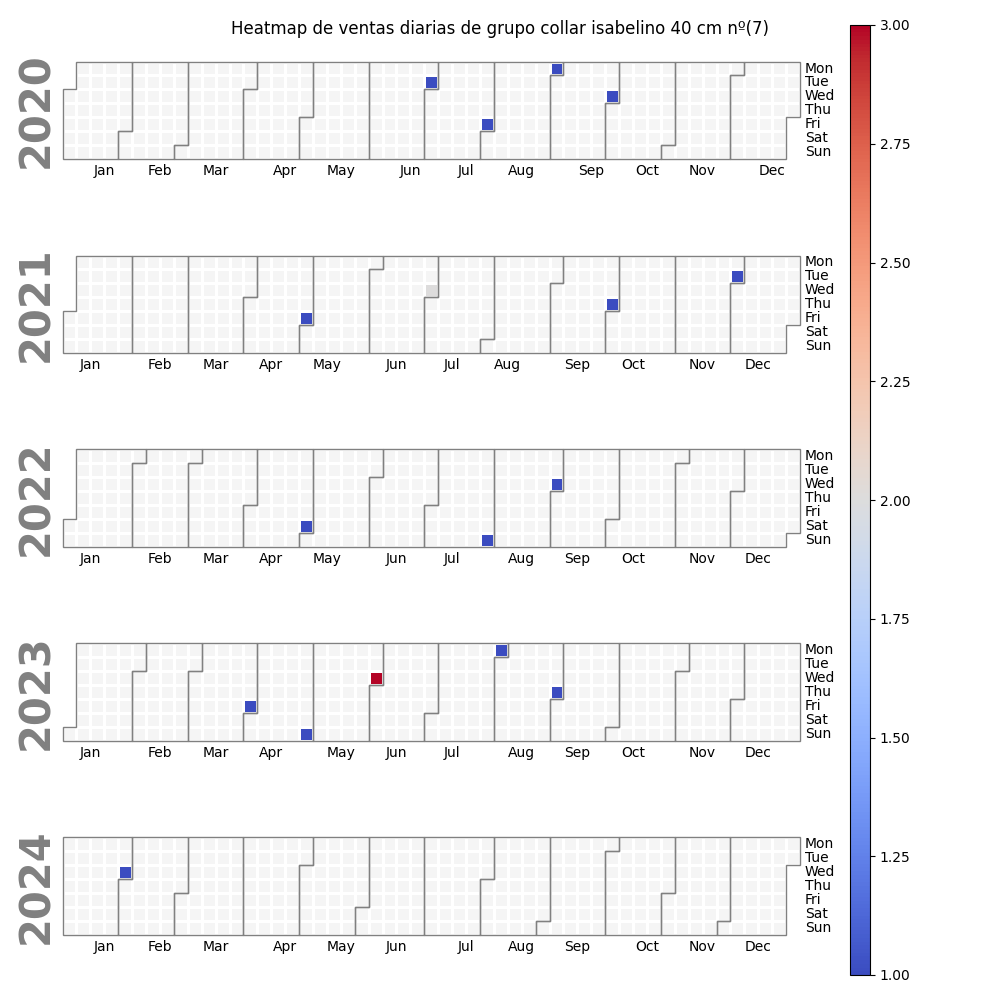 Heatmap de ventas diarias de grupo collar isabelino 40 cm nº(7)
2020
Mon
Tue
Wed
Thu
Fri
Sat
Sun
Jan Feb Mar Apr May Jun Jul Aug Sep Oct Nov Dec
2021
Mon
Tue
Wed
Thu
Fri
Sat
Sun
Jan Feb Mar Apr May Jun Jul Aug Sep Oct Nov Dec
2022
Mon
Tue
Wed
Thu
Fri
Sat
Sun
Jan Feb Mar Apr May Jun Jul Aug Sep Oct Nov Dec
2023
Mon
Tue
Wed
Thu
Fri
Sat
Sun
Jan Feb Mar Apr May Jun Jul Aug Sep Oct Nov Dec
2024
Mon
Tue
Wed
Thu
Fri
Sat
Sun
Jan Feb Mar Apr May Jun Jul Aug Sep Oct Nov Dec
3.00
2.75
2.50
2.25
2.00
1.75
1.50
1.25
1.00